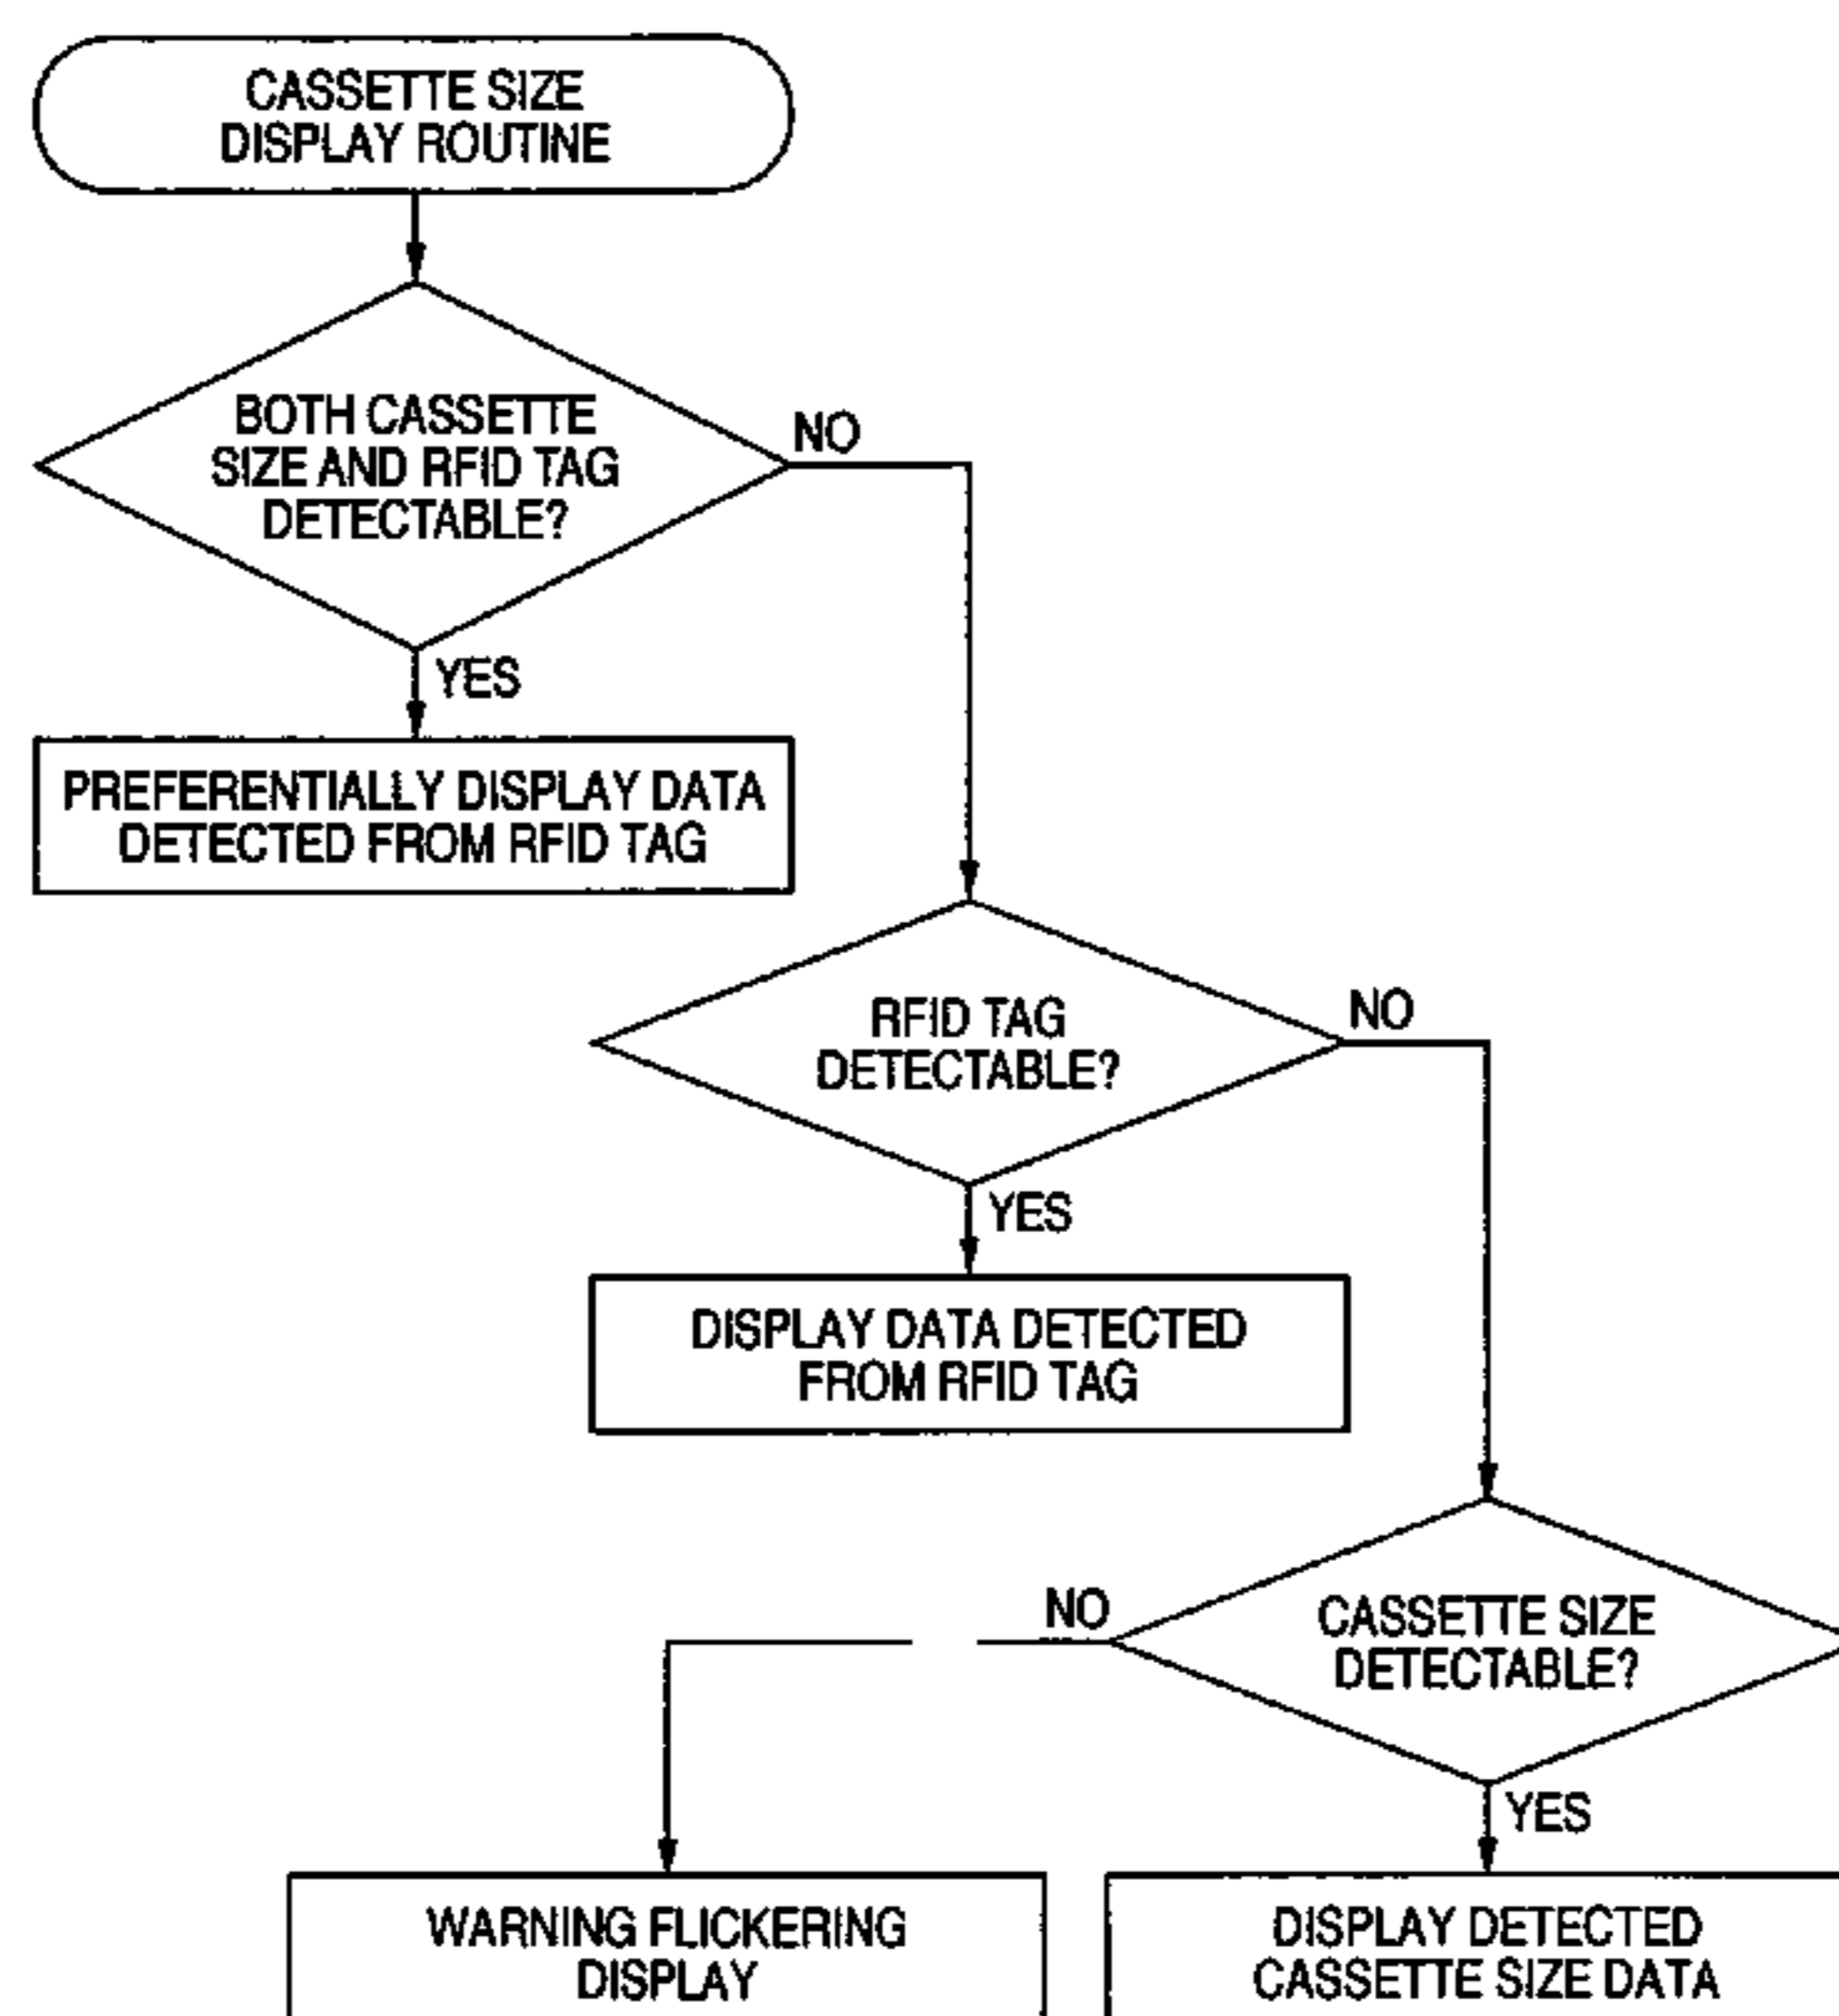 CASSETTE SIZE
DISPLAY ROUTINE
BOTH CASSETTE
SIZE AND RFID TAG
DETECTABLE?
NO
YES
PREFERENTIALLY DISPLAY DATA
DETECTED FROM RFID TAG
RFID TAG
DETECTABLE?
NO
YES
DISPLAY DATA DETECTED
FROM RFID TAG
NO
CASSETTE SIZE
DETECTABLE?
YES
WARNING FLICKERING
DISPLAY
DISPLAY DETECTED
CASSETTE SIZE DATA